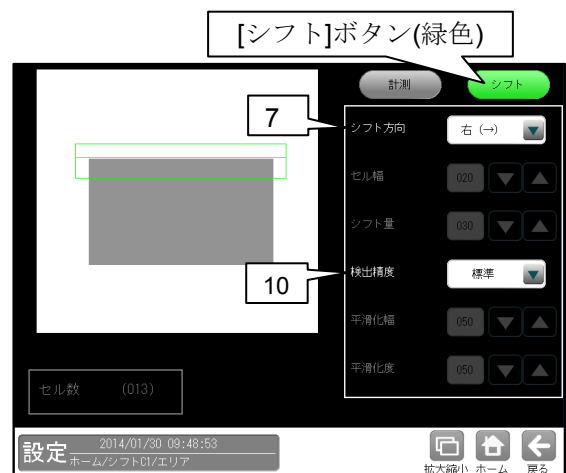 [シフト]ボタン(緑色)
計測 シフト
7 シフト方向 右 (→)
セル幅 020
シフト量 030
10 検出精度 標準
平滑化幅 050
平滑化度 050
セル数 (013)
設定 2014/01/30 09:48:53
ホーム/シフトC1/エリア
拡大縮小 ホーム 戻る